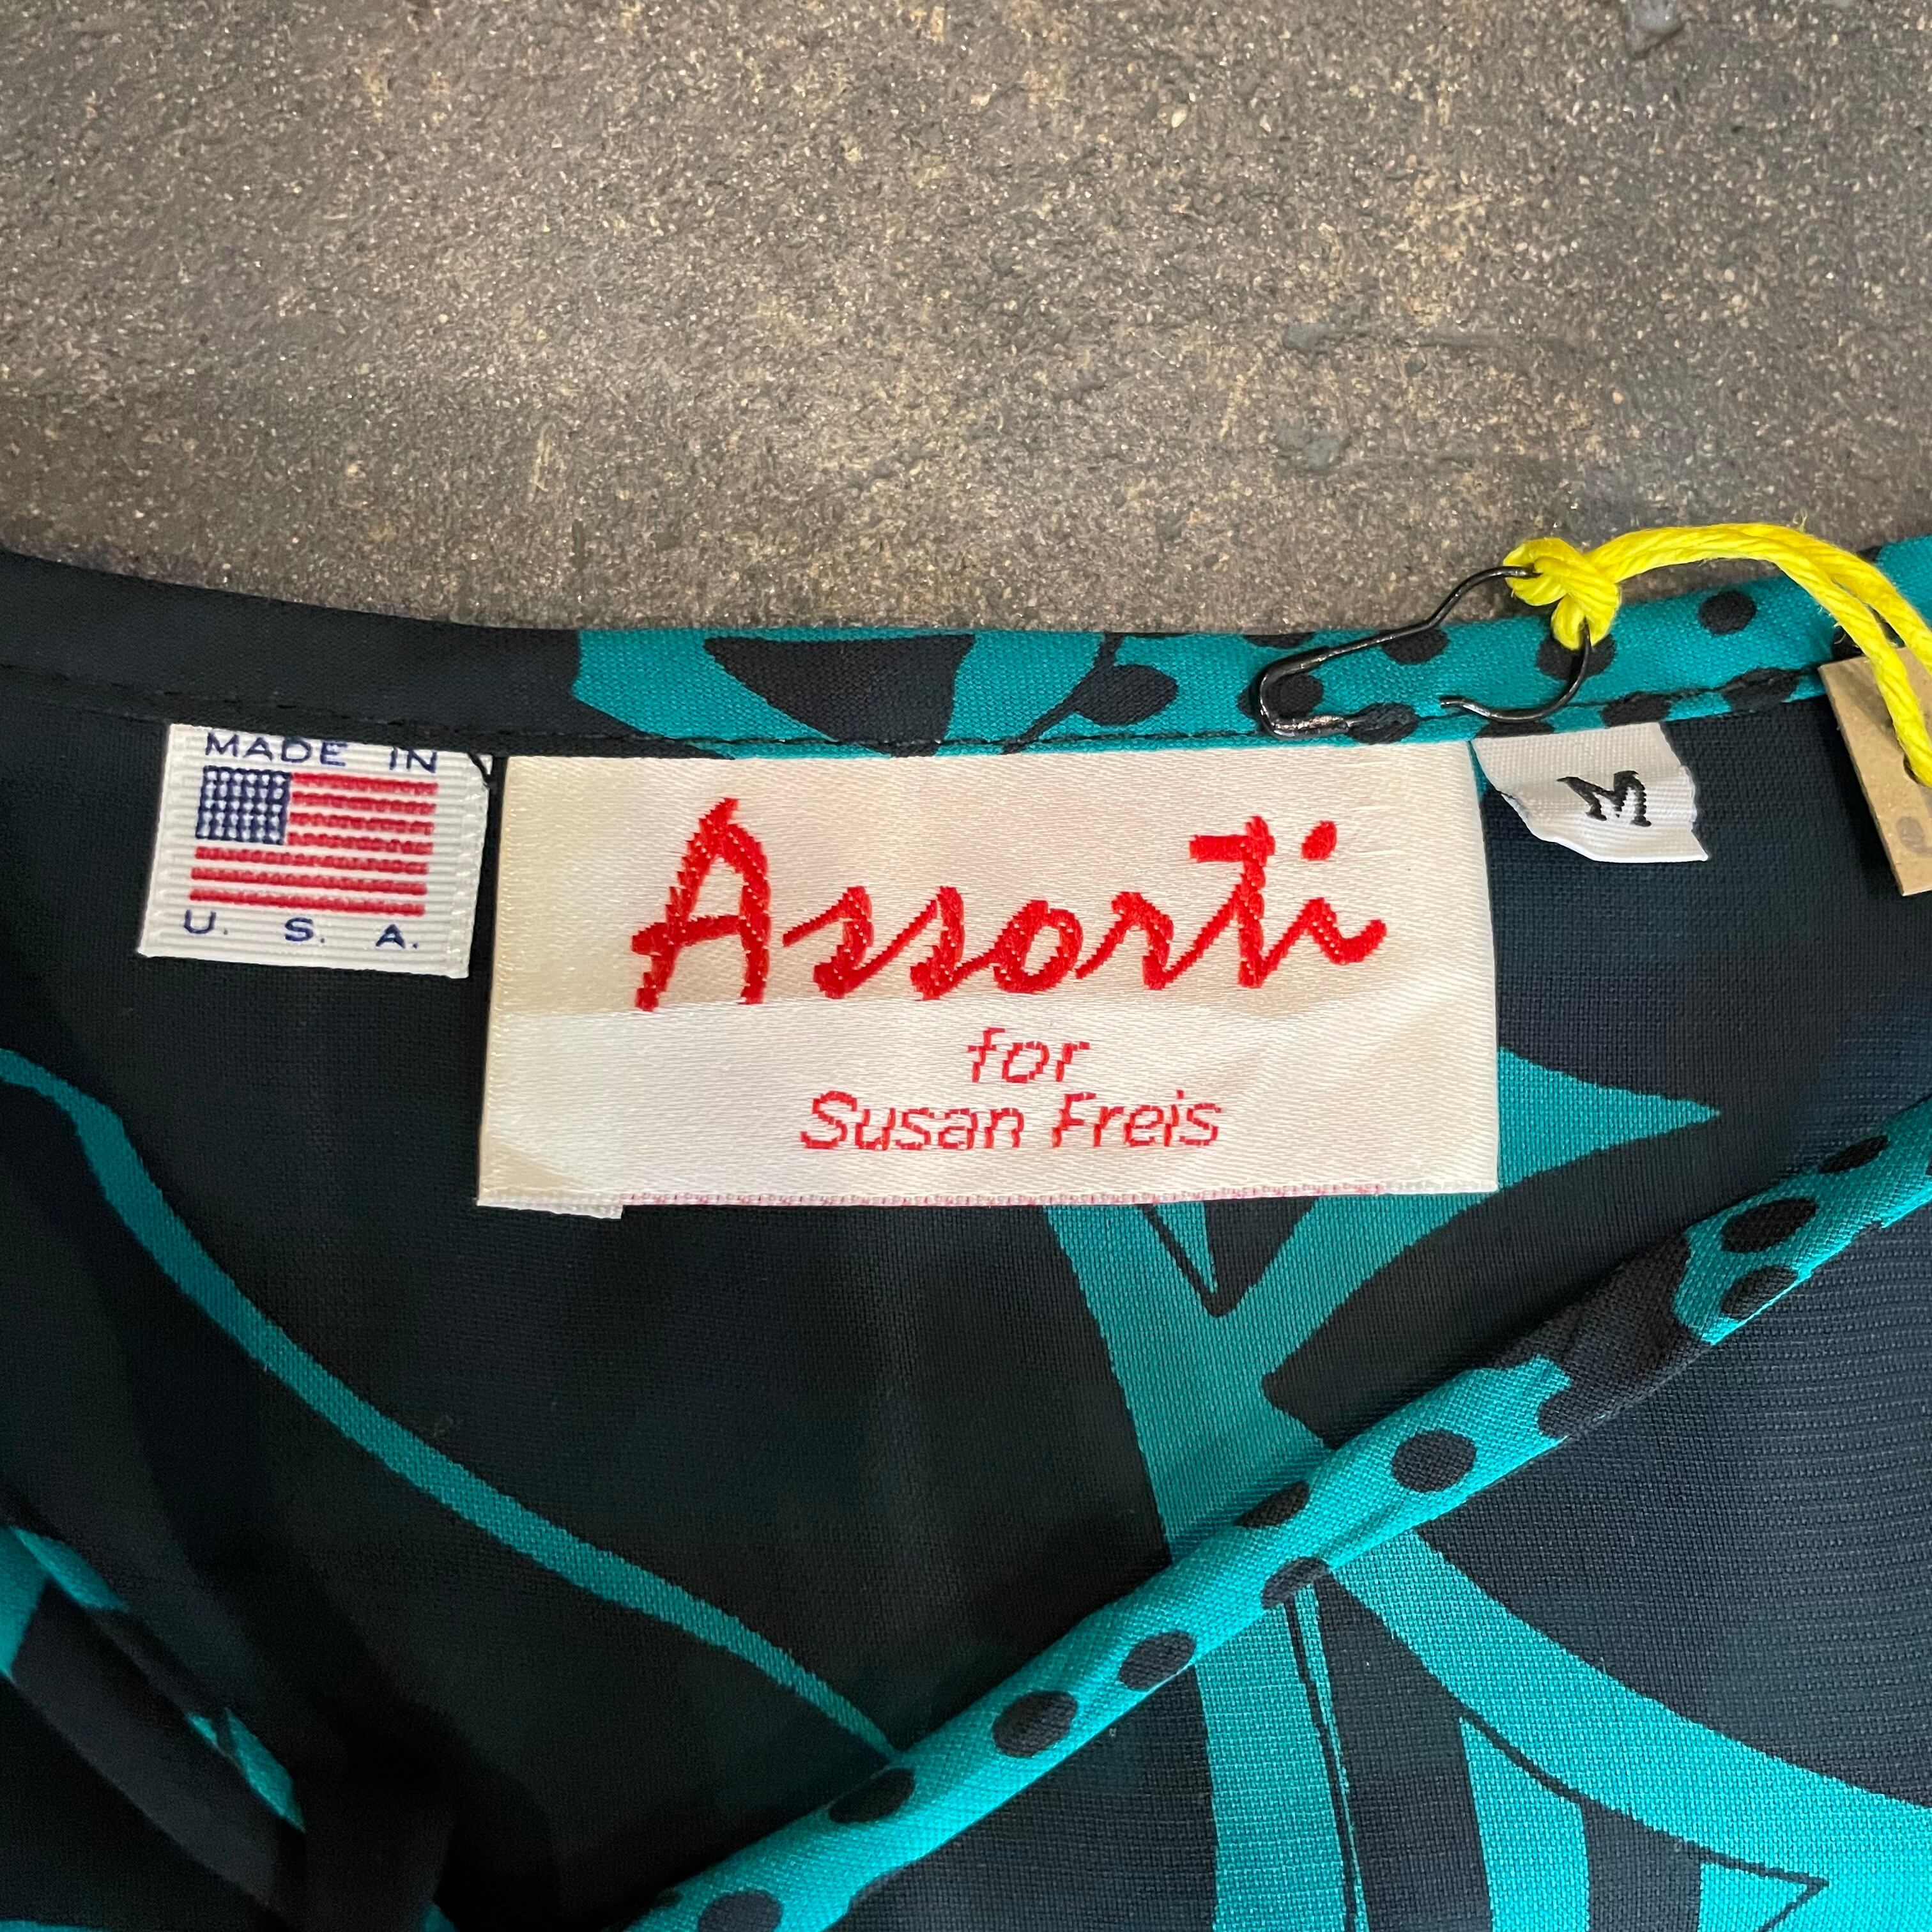 MADE IN
U. S. A.
Assorti
for
Susan Freis
M